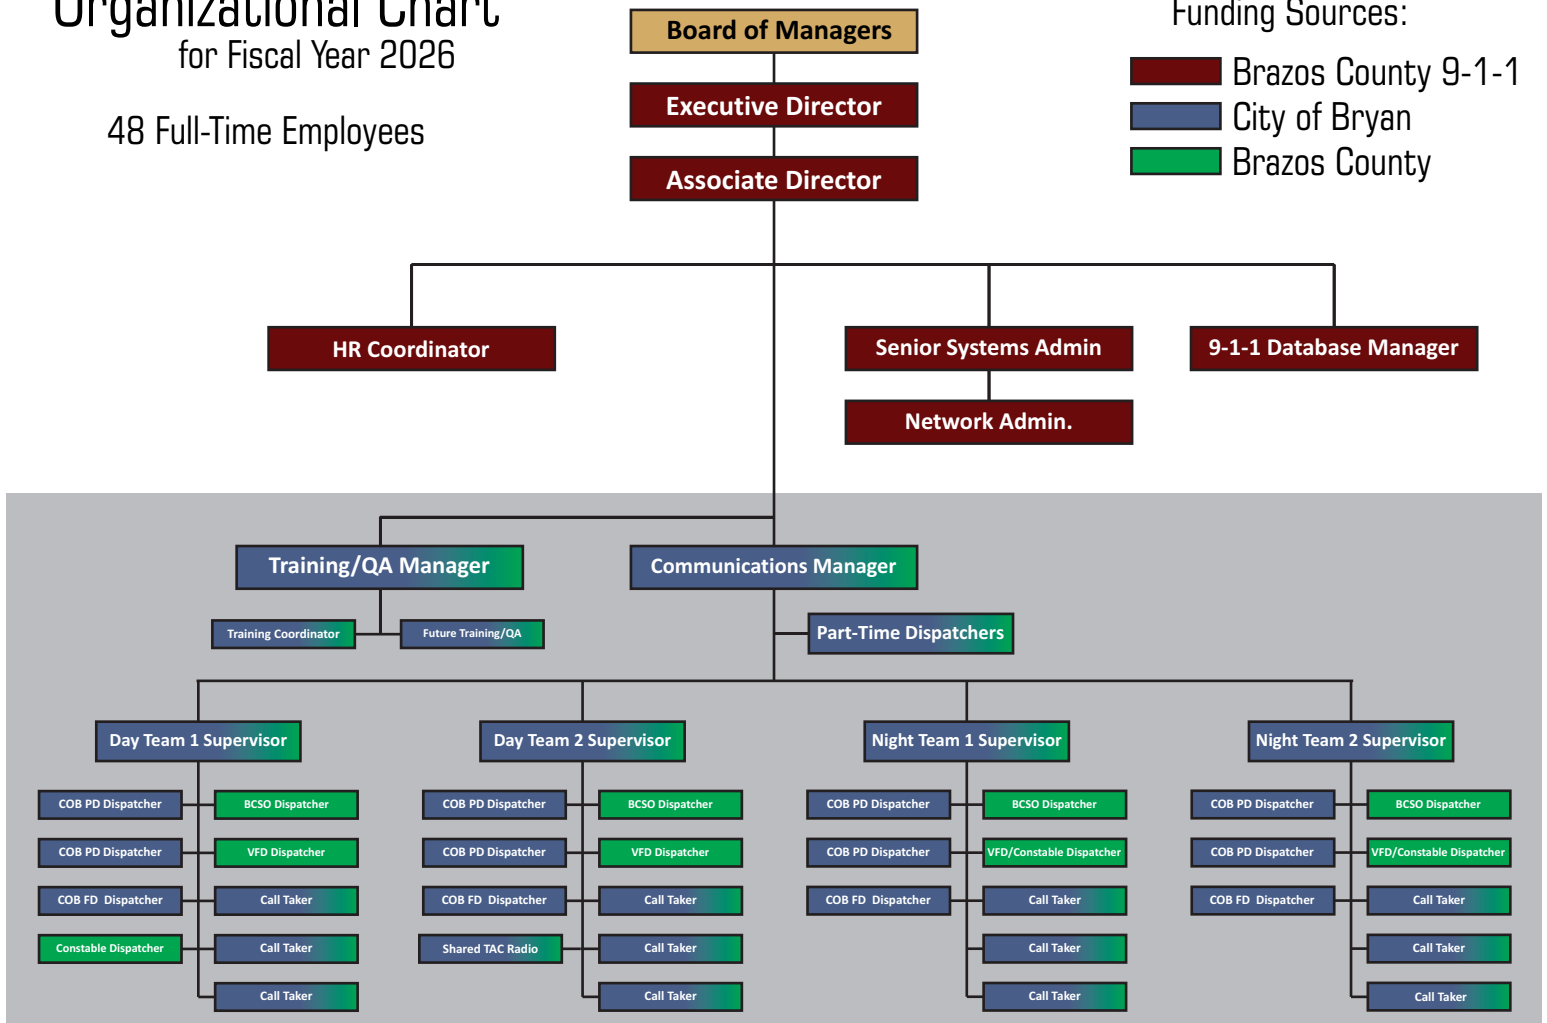 Organizational Chart
for Fiscal Year 2026
48 Full-Time Employees
Funding Sources:
Brazos County 9-1-1
City of Bryan
Brazos County
Board of Managers
Executive Director
Associate Director
HR Coordinator
Senior Systems Admin
9-1-1 Database Manager
Network Admin.
Training/QA Manager
Communications Manager
Training Coordinator
Future Training/QA
Part-Time Dispatchers
Day Team 1 Supervisor
COB PD Dispatcher
BCSO Dispatcher
COB PD Dispatcher
VFD Dispatcher
COB FD Dispatcher
Call Taker
Constable Dispatcher
Call Taker
Call Taker
Day Team 2 Supervisor
COB PD Dispatcher
BCSO Dispatcher
COB PD Dispatcher
VFD Dispatcher
COB FD Dispatcher
Call Taker
Shared TAC Radio
Call Taker
Call Taker
Night Team 1 Supervisor
COB PD Dispatcher
BCSO Dispatcher
COB PD Dispatcher
VFD/Constable Dispatcher
COB FD Dispatcher
Call Taker
Call Taker
Call Taker
Night Team 2 Supervisor
COB PD Dispatcher
BCSO Dispatcher
COB PD Dispatcher
VFD/Constable Dispatcher
COB FD Dispatcher
Call Taker
Call Taker
Call Taker